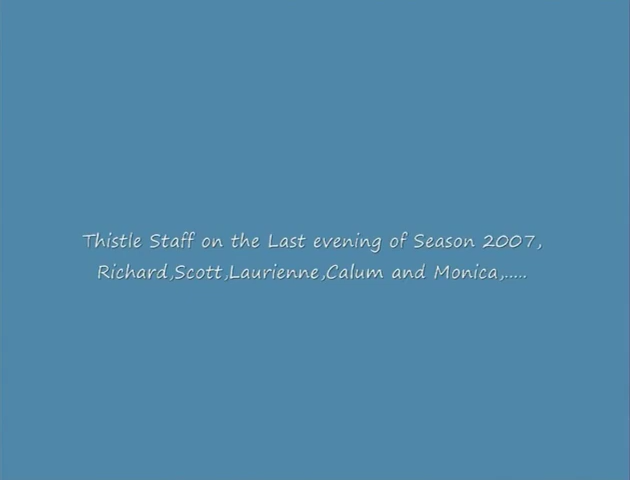 Thistle Staff on the Last evening of Season 2007,
Richard,Scott,Laurienne,Calum and Monica,.....